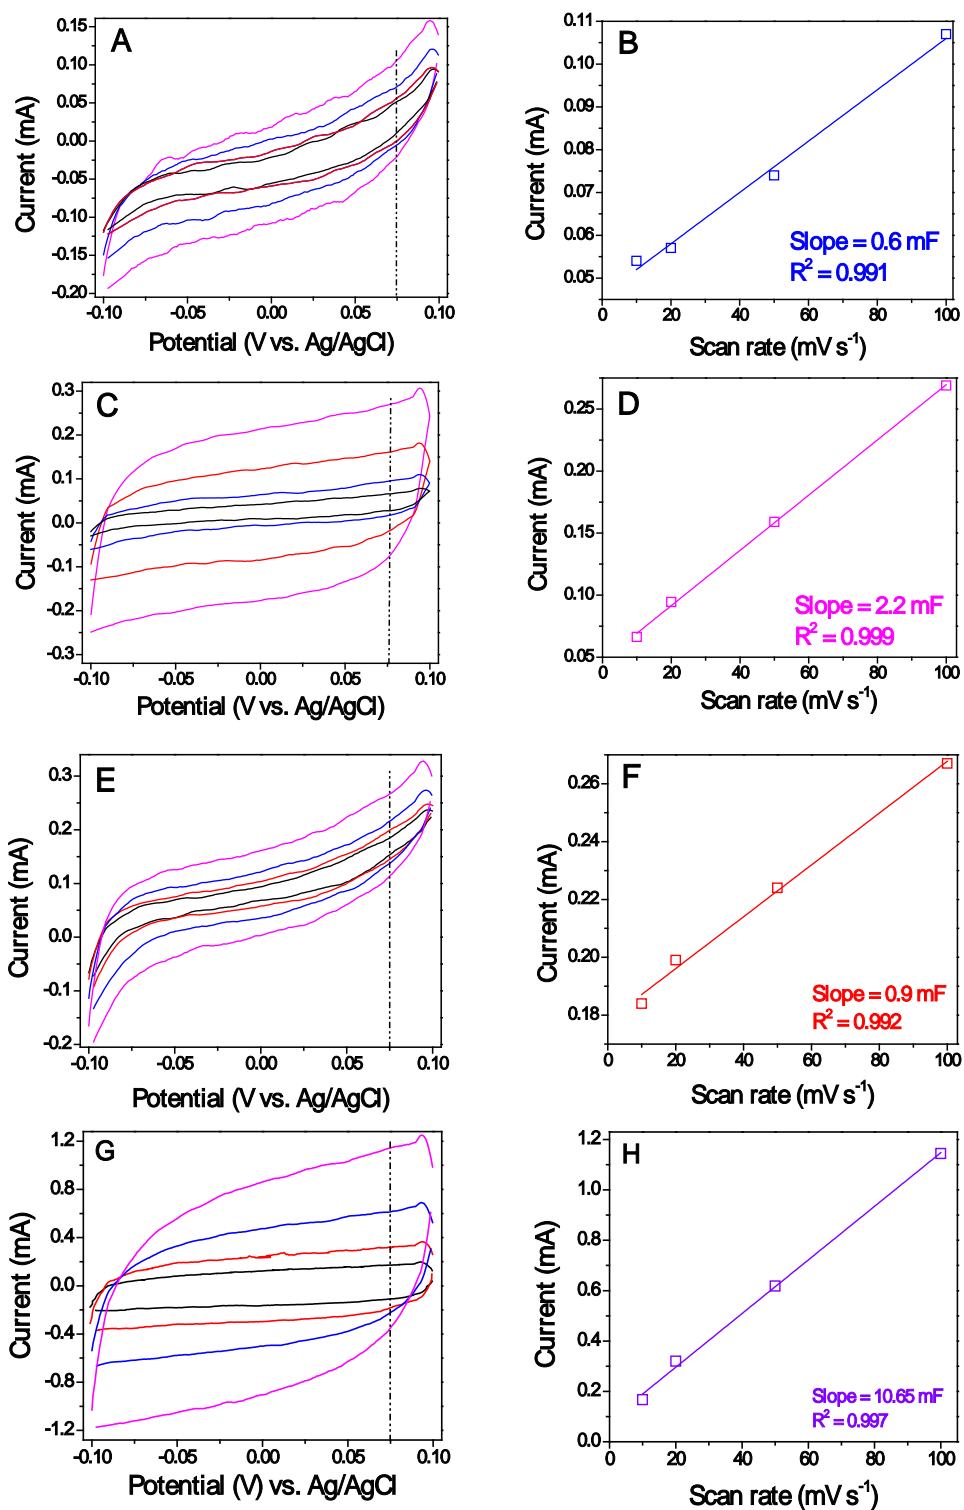 A
0.15
0.10
0.05
0.00
-0.05
-0.10
-0.15
-0.20
Current (mA)
-0.10 -0.05 0.00 0.05 0.10
Potential (V vs. Ag/AgCl)
B
0.11
0.10
0.09
0.08
0.07
0.06
0.05
Current (mA)
Slope = 0.6 mF
R² = 0.991
0 20 40 60 80 100
Scan rate (mV s⁻¹)
C
0.3
0.2
0.1
0.0
-0.1
-0.2
-0.3
Current (mA)
-0.10 -0.05 0.00 0.05 0.10
Potential (V vs. Ag/AgCl)
D
0.25
0.20
0.15
0.10
0.05
Current (mA)
Slope = 2.2 mF
R² = 0.999
0 20 40 60 80 100
Scan rate (mV s⁻¹)
E
0.3
0.2
0.1
0.0
-0.1
-0.2
Current (mA)
-0.10 -0.05 0.00 0.05 0.10
Potential (V vs. Ag/AgCl)
F
0.26
0.24
0.22
0.20
0.18
Current (mA)
Slope = 0.9 mF
R² = 0.992
0 20 40 60 80 100
Scan rate (mV s⁻¹)
G
1.2
0.8
0.4
0.0
-0.4
-0.8
-1.2
Current (mA)
-0.10 -0.05 0.00 0.05 0.10
Potential (V) vs. Ag/AgCl
H
1.2
1.0
0.8
0.6
0.4
0.2
0.0
Current (mA)
Slope = 10.65 mF
R² = 0.997
0 20 40 60 80 100
Scan rate (mV s⁻¹)